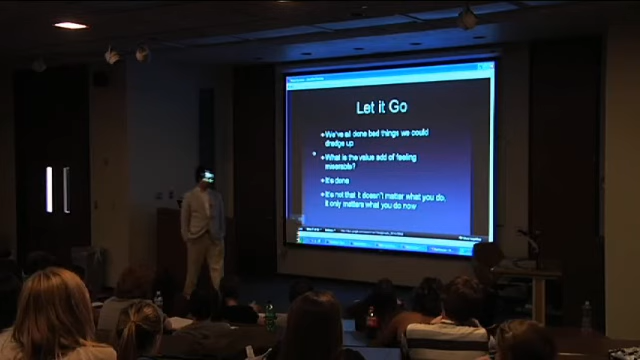 Let it Go
We've all done bad things we could
dredge up
What is the value add of feeling
miserable?
It's done
It's not that it doesn't matter what you do,
it only matters what you do now